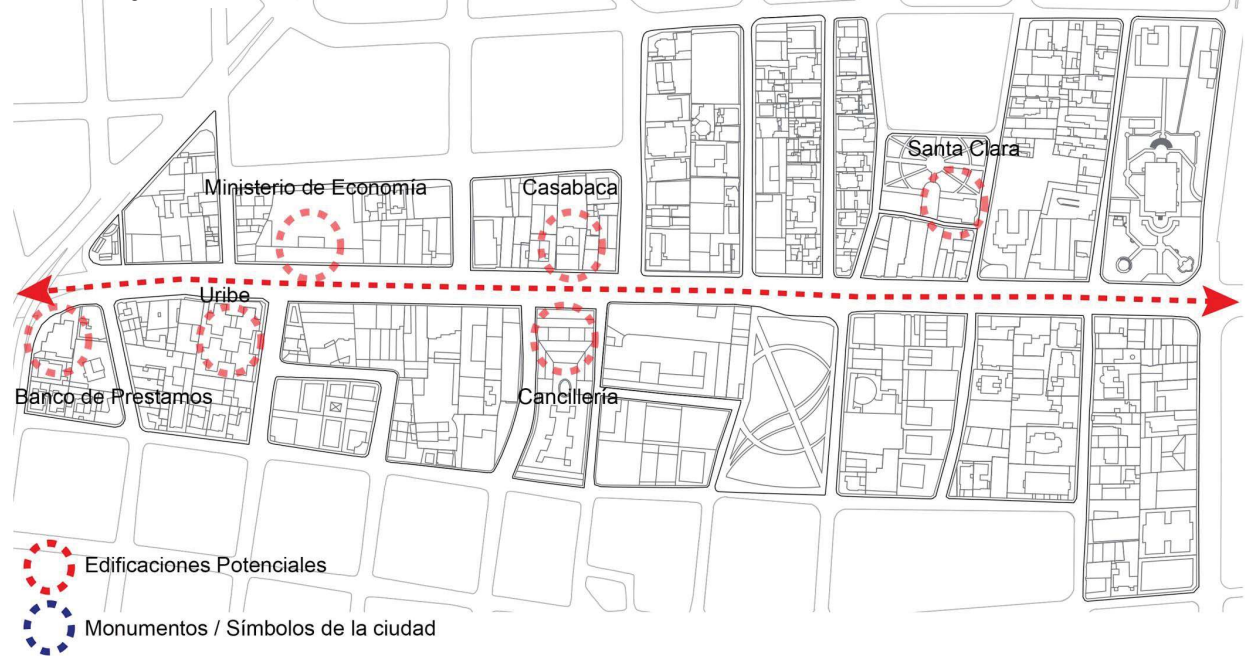 Santa Clara
Ministerio de Economía
Casabaca
Uribe
Banco de Prestamos
Cancillería
Edificaciones Potenciales
Monumentos / Símbolos de la ciudad